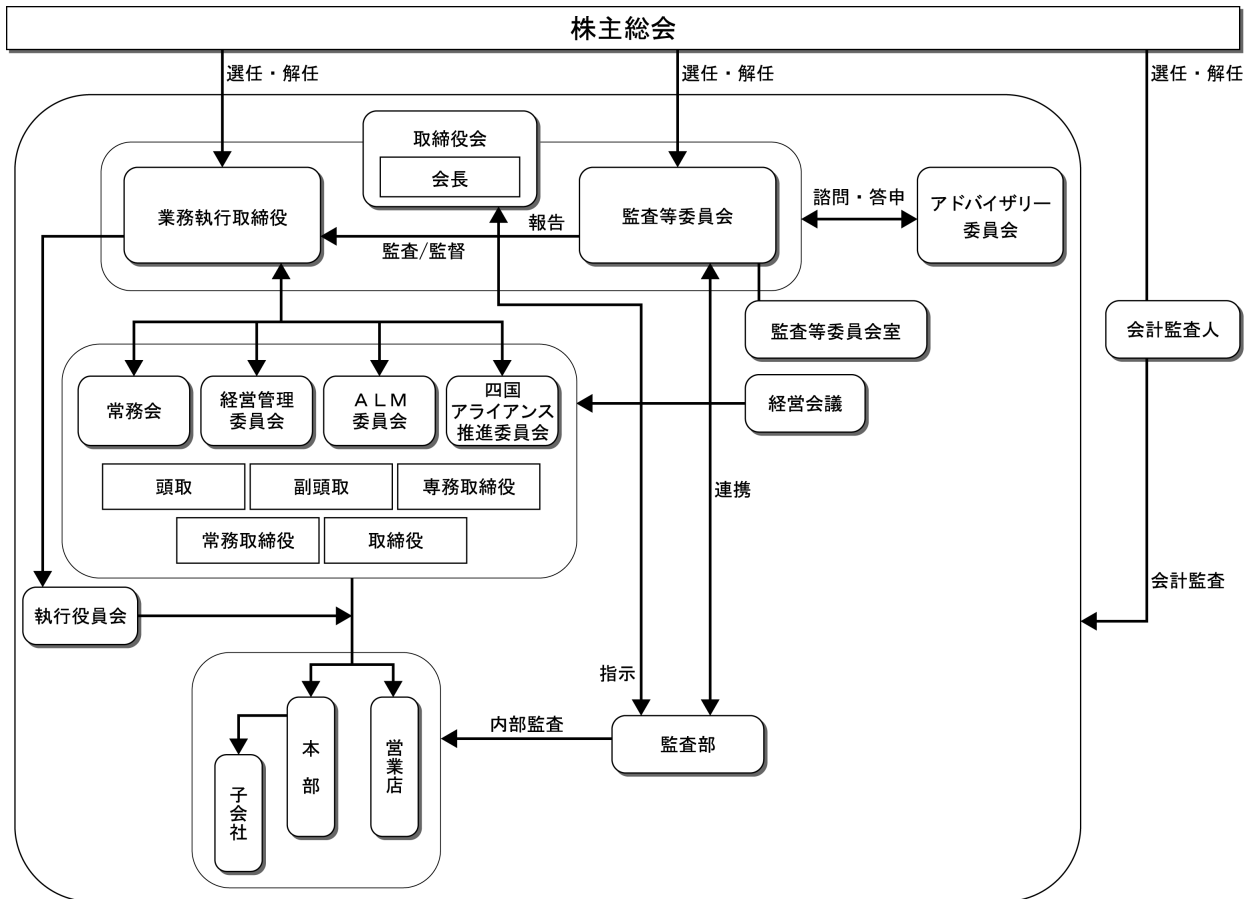 株主総会
選任・解任
選任・解任
選任・解任
取締役会
会長
業務執行取締役
監査等委員会
報告
監査/監督
諮問・答申
アドバイザリー
委員会
監査等委員会室
会計監査人
常務会
経営管理
委員会
ＡＬＭ
委員会
四国
アライアンス
推進委員会
経営会議
頭取
副頭取
専務取締役
常務取締役
取締役
連携
執行役員会
会計監査
指示
内部監査
監査部
本部
営業店
子会社